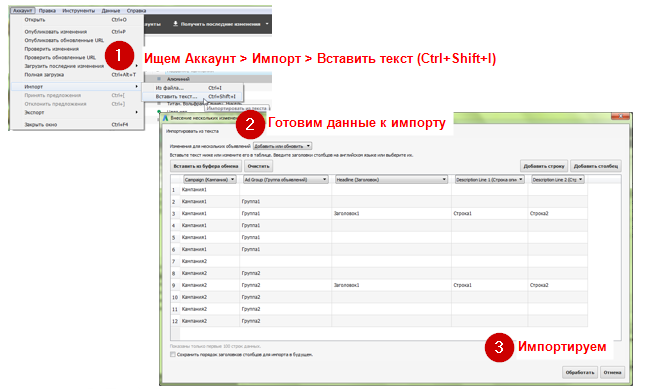 Аккаунт Правка Инструменты Данные Справка
Открыть Ctrl+O
Опубликовать изменения Ctrl+P
Опубликовать обновленные URL
Проверить изменения
Проверить обновленные URL
Загрузить последние изменения
Полная загрузка Ctrl+Alt+T
Импорт
Принять предложения Ctrl+[
Отклонить предложения Ctrl+]
Экспорт
Закрыть окно Ctrl+F4
Получить последние изменения
Алюминий
Из файла... Ctrl+I
Вставить текст... Ctrl+Shift+I
Импортировать из текста
1 Ищем Аккаунт > Импорт > Вставить текст (Ctrl+Shift+I)
2 Готовим данные к импорту
Внесение нескольких изменений
Импортировать из текста
Изменения для нескольких объявлений Добавить или обновить
Вставьте текст ниже или измените его в таблице. Введите заголовки столбцов на английском языке или выберите их.
Вставить из буфера обмена Очистить Добавить строку Добавить столбец
Campaign (Кампания) Ad Group (Группа объявлений) Headline (Заголовок) Description Line 1 (Строка опи Description Line 2 (Стр
1 Кампания1
2 Кампания1 Группа1
3 Кампания1 Группа1 Заголовок1 Строка1 Строка2
4 Кампания1 Группа1
5 Кампания1 Группа1
6 Кампания1 Группа1
7 Кампания2
8 Кампания2 Группа2
9 Кампания2 Группа2 Заголовок1 Строка1 Строка2
10 Кампания2 Группа2
11 Кампания2 Группа2
12 Кампания2 Группа2
Показаны только первые 100 строк данных.
Сохранить порядок заголовков столбцов для импорта в будущем.
3 Импортируем
Обработать Отмена